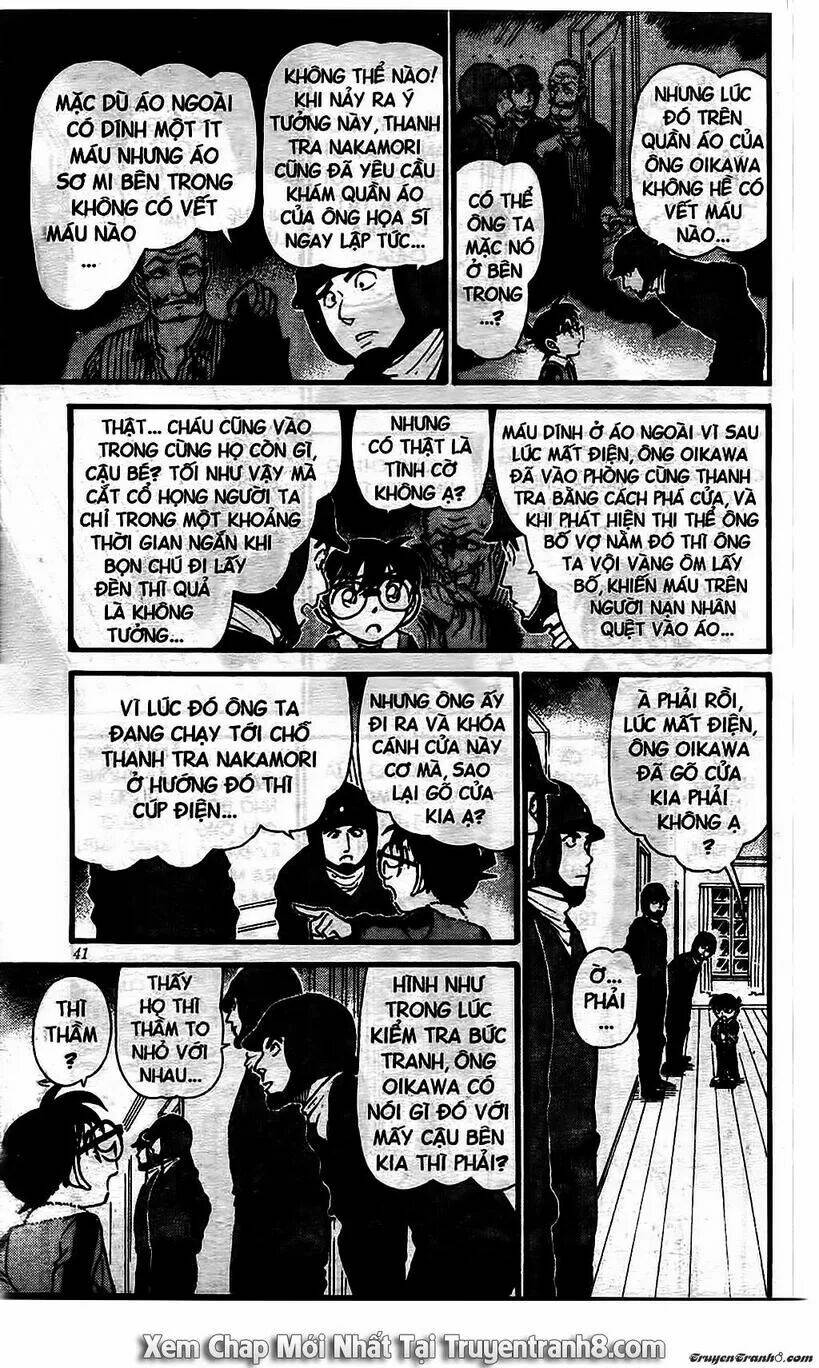 NHƯNG LÚC
ĐÓ TRÊN
QUẦN ÁO CỦA
ÔNG OIKAWA
KHÔNG HỀ CÓ
VẾT MÁU
NÀO...
CÓ THỂ
ÔNG TA
MẶC NÓ
Ở BÊN
TRONG
...?
KHÔNG THỂ NÀO!
KHI NẢY RA Ý
TƯỞNG NÀY, THANH
TRA NAKAMORI
CŨNG ĐÃ YÊU CẦU
KHÁM QUẦN ÁO
CỦA ÔNG HỌA SĨ
NGAY LẬP TỨC...
MẶC DÙ ÁO NGOÀI
CÓ DÍNH MỘT ÍT
MÁU NHƯNG ÁO
SƠ MI BÊN TRONG
KHÔNG CÓ VẾT
MÁU NÀO
...
MÁU DÍNH Ở ÁO NGOÀI VÌ SAU
LÚC MẤT ĐIỆN, ÔNG OIKAWA
ĐÃ VÀO PHÒNG CÙNG THANH
TRA BẰNG CÁCH PHÁ CỬA, VÀ
KHI PHÁT HIỆN THI THỂ ÔNG
BỐ VỢ NẰM ĐÓ THÌ ÔNG
TA VỘI VÀNG ÔM LẤY
BỐ, KHIẾN MÁU TRÊN
NGƯỜI NẠN NHÂN
QUỆT VÀO ÁO...
NHƯNG
CÓ THẬT LÀ
TÌNH CỜ
KHÔNG Ạ?
THẬT... CHÁU CŨNG VÀO
TRONG CÙNG HỌ CÒN GÌ,
CẬU BÉ? TỐI NHƯ VẬY MÀ
CẮT CỔ HỌNG NGƯỜI TA
CHỈ TRONG MỘT KHOẢNG
THỜI GIAN NGẮN KHI
BỌN CHÚ ĐI LẤY
ĐÈN THÌ QUẢ
LÀ KHÔNG
TƯỞNG...
À PHẢI RỒI,
LÚC MẤT ĐIỆN,
ÔNG OIKAWA
ĐÃ GÕ CỬA
KIA PHẢI
KHÔNG Ạ
?
Ờ...
PHẢI
...
NHƯNG ÔNG ẤY
ĐI RA VÀ KHÓA
CÁNH CỬA NÀY
CƠ MÀ, SAO
LẠI GÕ CỬA
KIA Ạ?
VÌ LÚC ĐÓ ÔNG TA
ĐANG CHẠY TỚI CHỖ
THANH TRA NAKAMORI
Ở HƯỚNG ĐÓ THÌ
CÚP ĐIỆN...
41
HÌNH NHƯ
TRONG LÚC
KIỂM TRA BỨC
TRANH, ÔNG
OIKAWA CÓ
NÓI GÌ ĐÓ VỚI
MẤY CẬU BÊN
KIA THÌ PHẢI?
THẤY
HỌ THÌ
THẦM TO
NHỎ VỚI
NHAU...
THÌ
THẦM
?
Xem Chap Mới Nhất Tại Truyentranh8.com
TruyenTranh8.com